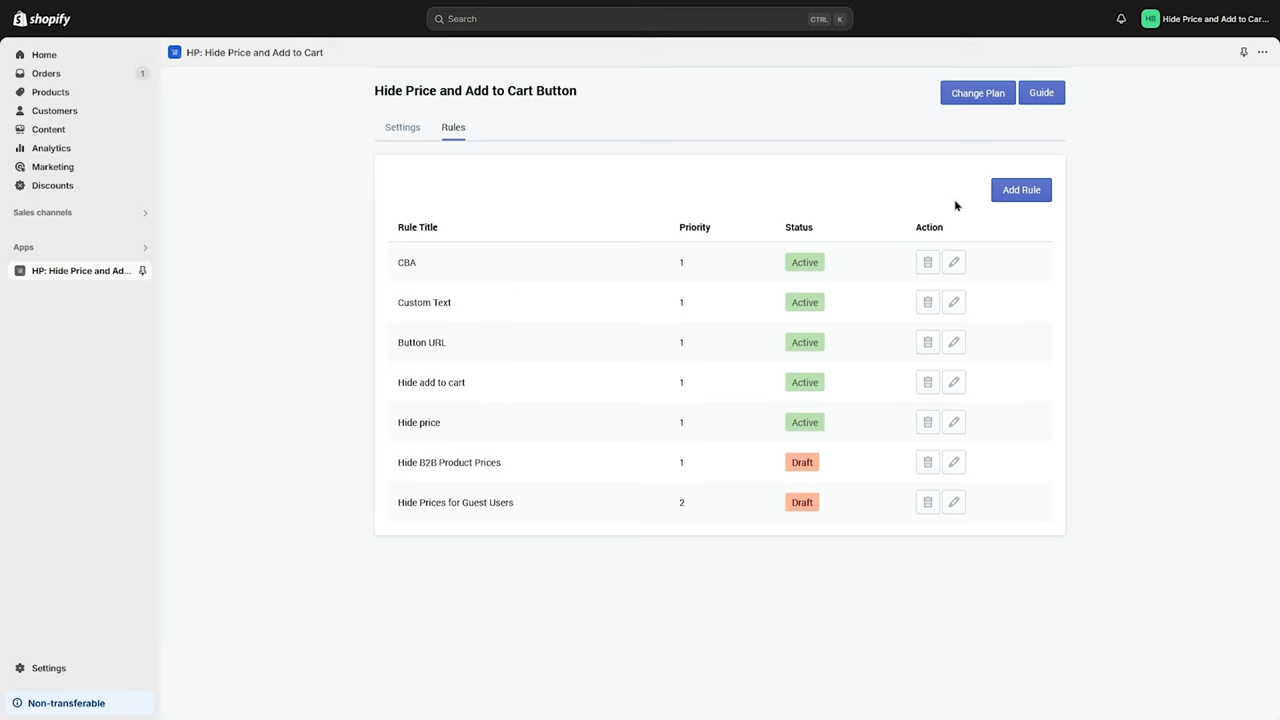 shopify
Search
CTRL K
HB Hide Price and Add to Car...
Home
Orders 1
Products
Customers
Content
Analytics
Marketing
Discounts
Sales channels
Apps
HP: Hide Price and Ad...
Settings
Non-transferable
HP: Hide Price and Add to Cart
Hide Price and Add to Cart Button
Change Plan Guide
Settings Rules
Add Rule
Rule Title Priority Status Action
CBA 1 Active
Custom Text 1 Active
Button URL 1 Active
Hide add to cart 1 Active
Hide price 1 Active
Hide B2B Product Prices 1 Draft
Hide Prices for Guest Users 2 Draft